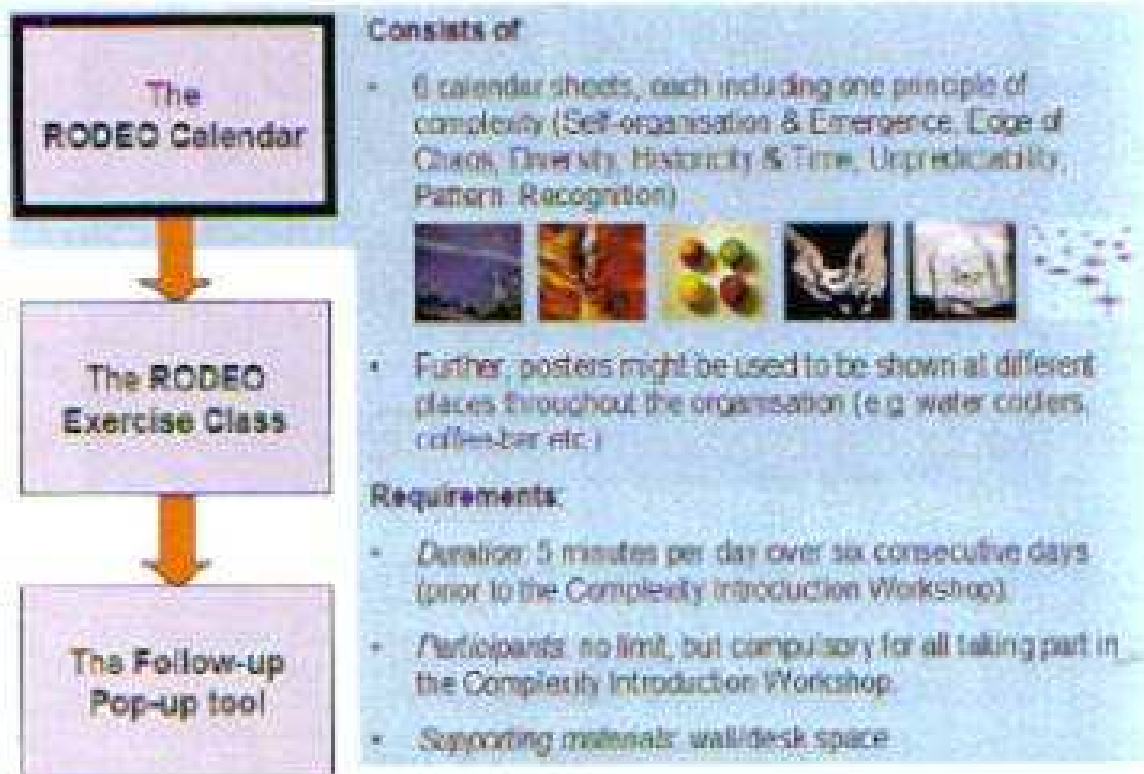 The
RODEO Calendar
The RODEO
Exercise Class
The Follow-up
Pop-up tool
Consists of
• 6 calendar sheets, each including one principle of
complexity (Self-organisation & Emergence, Edge of
Chaos, Diversity, Historicity & Time, Unpredictability,
Pattern Recognition)
• Further, posters might be used to be shown at different
places throughout the organisation (e.g. water coolers,
coffee-bar etc.)
Requirements:
• Duration: 5 minutes per day over six consecutive days
(prior to the Complexity Introduction Workshop).
• Participants: no limit, but compulsory for all taking part in
the Complexity Introduction Workshop.
• Supporting materials: wall/desk space